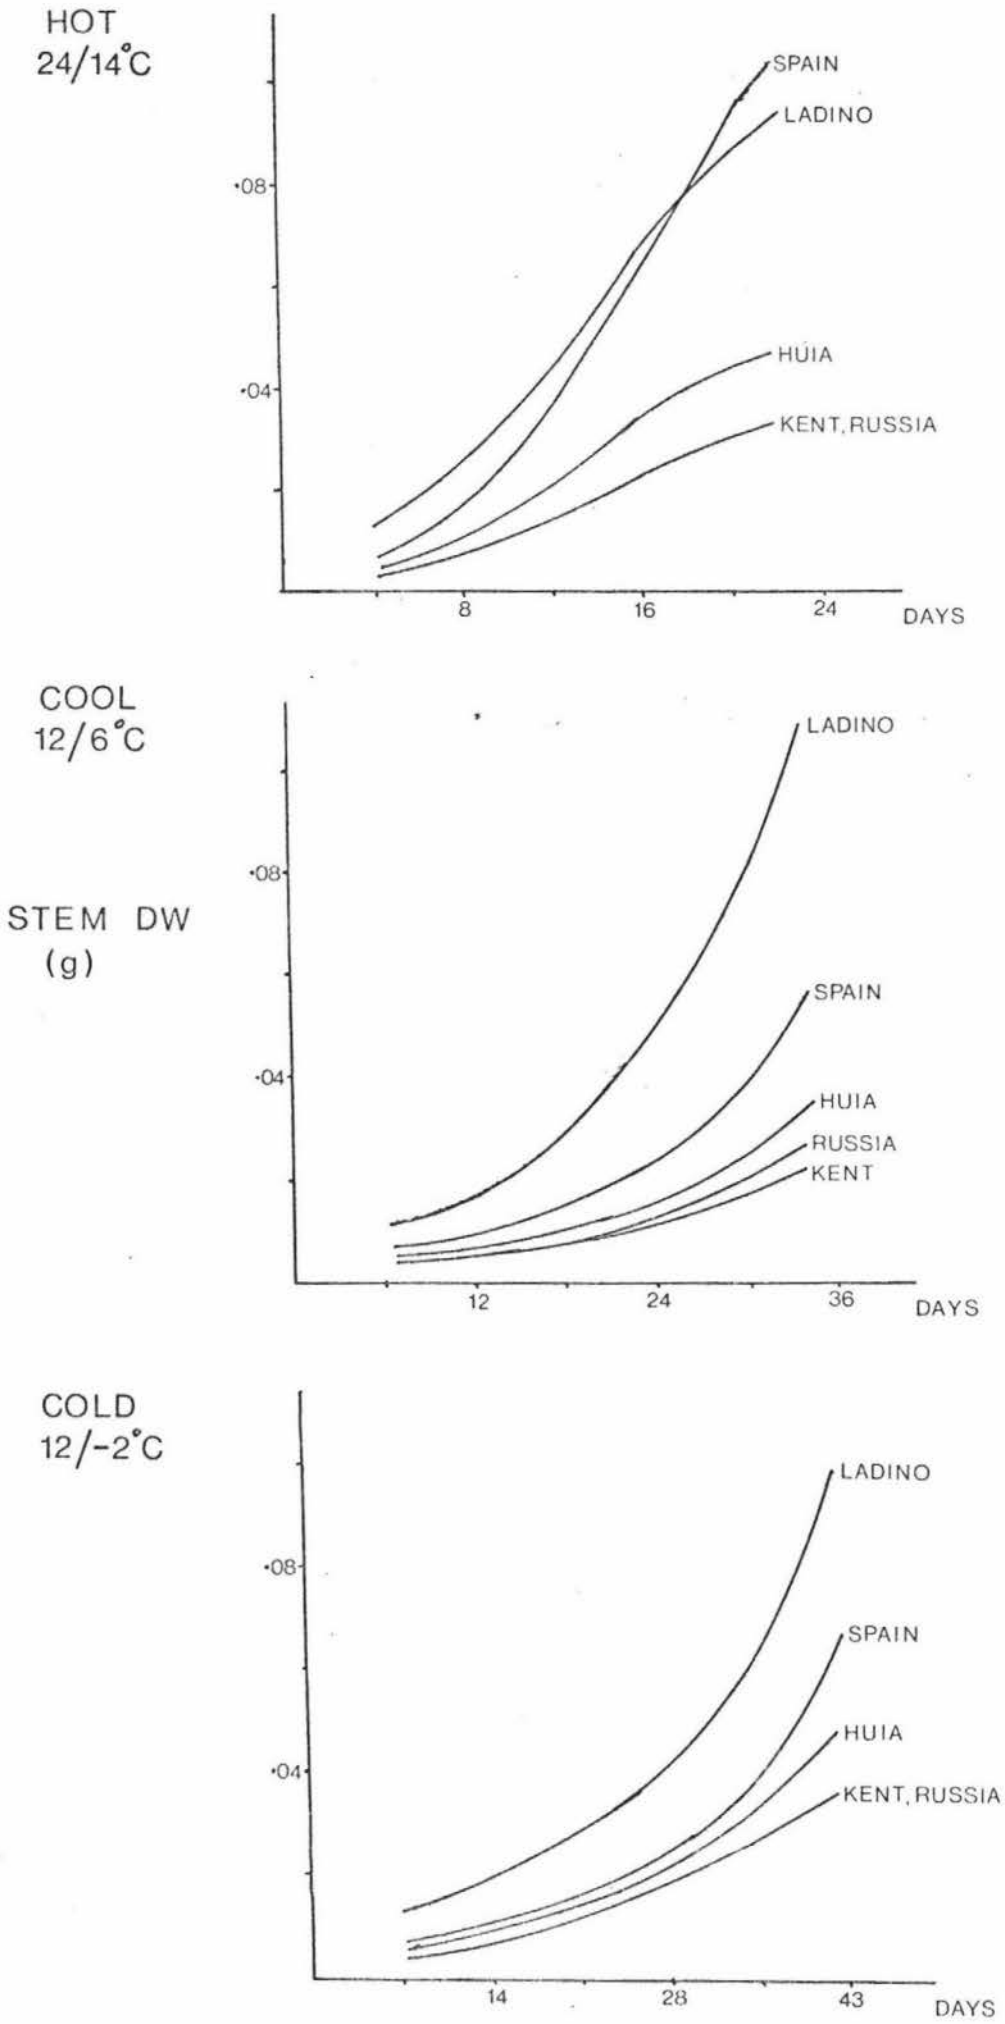 HOT
24/14°C
SPAIN
LADINO
·08
HUIA
·04
KENT, RUSSIA
8 16 24 DAYS
COOL
12/6°C
LADINO
·08
STEM DW
(g)
SPAIN
·04
HUIA
RUSSIA
KENT
12 24 36 DAYS
COLD
12/-2°C
LADINO
·08
SPAIN
HUIA
·04
KENT, RUSSIA
14 28 43 DAYS